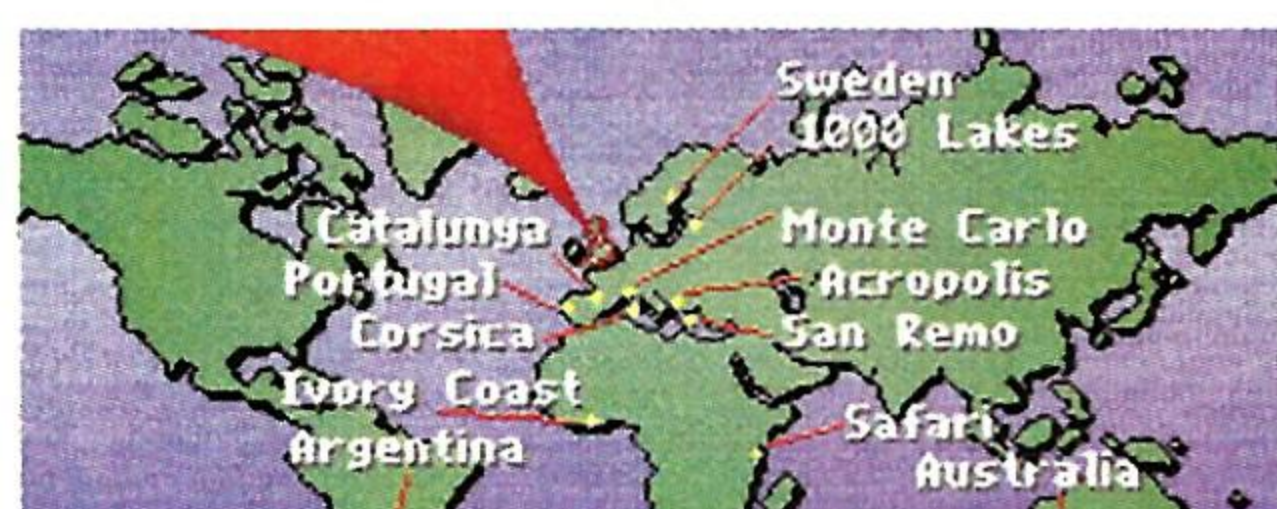 Sweden
1000 Lakes
Catalunya
Monte Carlo
Portugal
Acropolis
Corsica
San Remo
Ivory Coast
Safari
Argentina
Australia